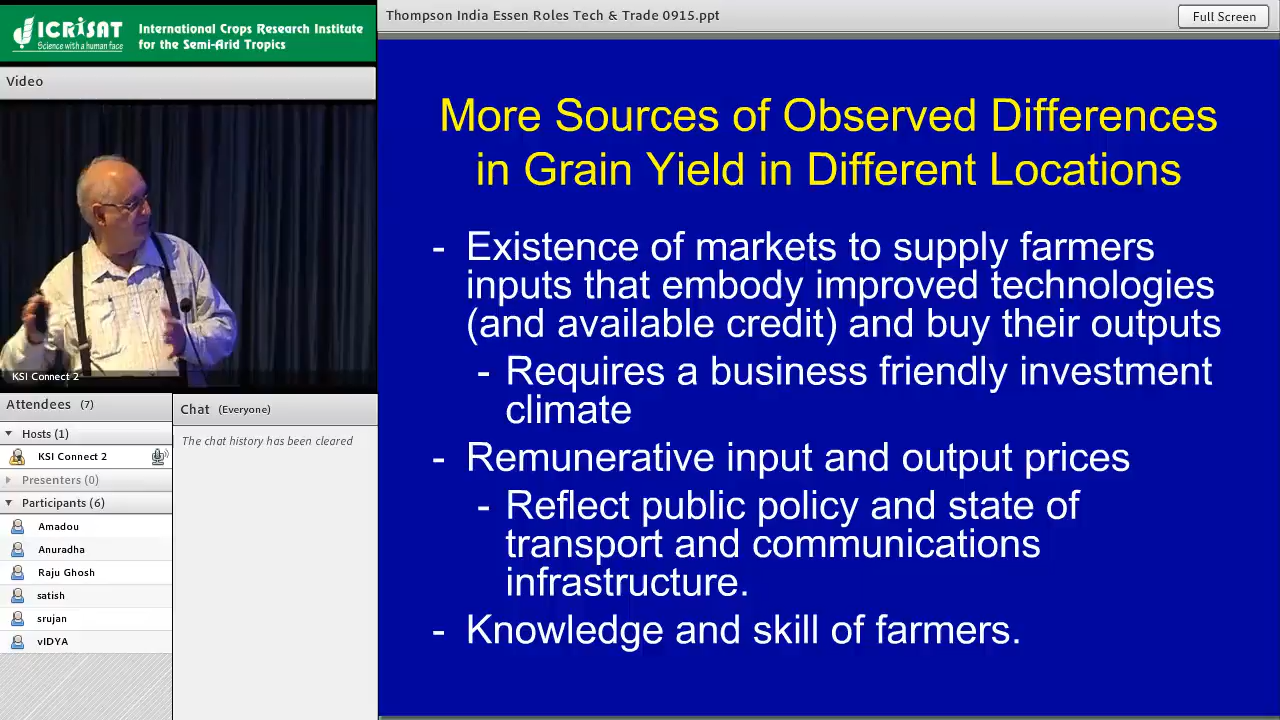 ICRISAT
Science with a human face
International Crops Research Institute
for the Semi-Arid Tropics
Video
KSI Connect 2
Attendees (7)
Hosts (1)
KSI Connect 2
Presenters (0)
Participants (6)
Amadou
Anuradha
Raju Ghosh
satish
srujan
vIDYA
Chat (Everyone)
The chat history has been cleared
Thompson India Essen Roles Tech & Trade 0915.ppt
Full Screen
More Sources of Observed Differences
in Grain Yield in Different Locations
- Existence of markets to supply farmers
inputs that embody improved technologies
(and available credit) and buy their outputs
- Requires a business friendly investment
climate
- Remunerative input and output prices
- Reflect public policy and state of
transport and communications
infrastructure.
- Knowledge and skill of farmers.